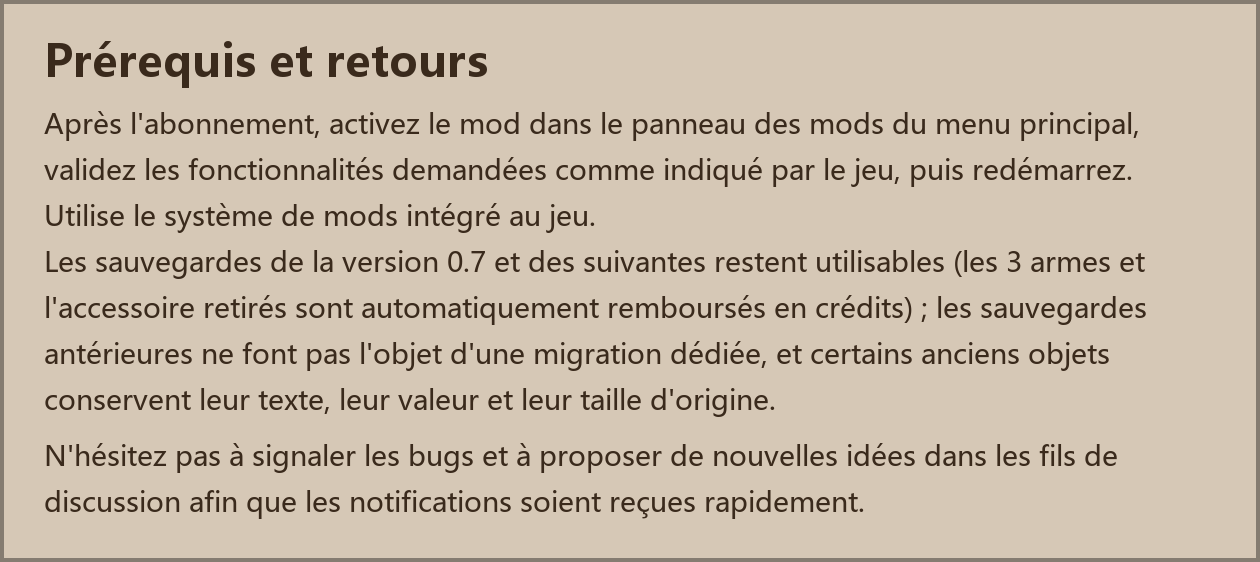 Prérequis et retours
Après l'abonnement, activez le mod dans le panneau des mods du menu principal,
validez les fonctionnalités demandées comme indiqué par le jeu, puis redémarrez.
Utilise le système de mods intégré au jeu.
Les sauvegardes de la version 0.7 et des suivantes restent utilisables (les 3 armes et
l'accessoire retirés sont automatiquement remboursés en crédits) ; les sauvegardes
antérieures ne font pas l'objet d'une migration dédiée, et certains anciens objets
conservent leur texte, leur valeur et leur taille d'origine.
N'hésitez pas à signaler les bugs et à proposer de nouvelles idées dans les fils de
discussion afin que les notifications soient reçues rapidement.